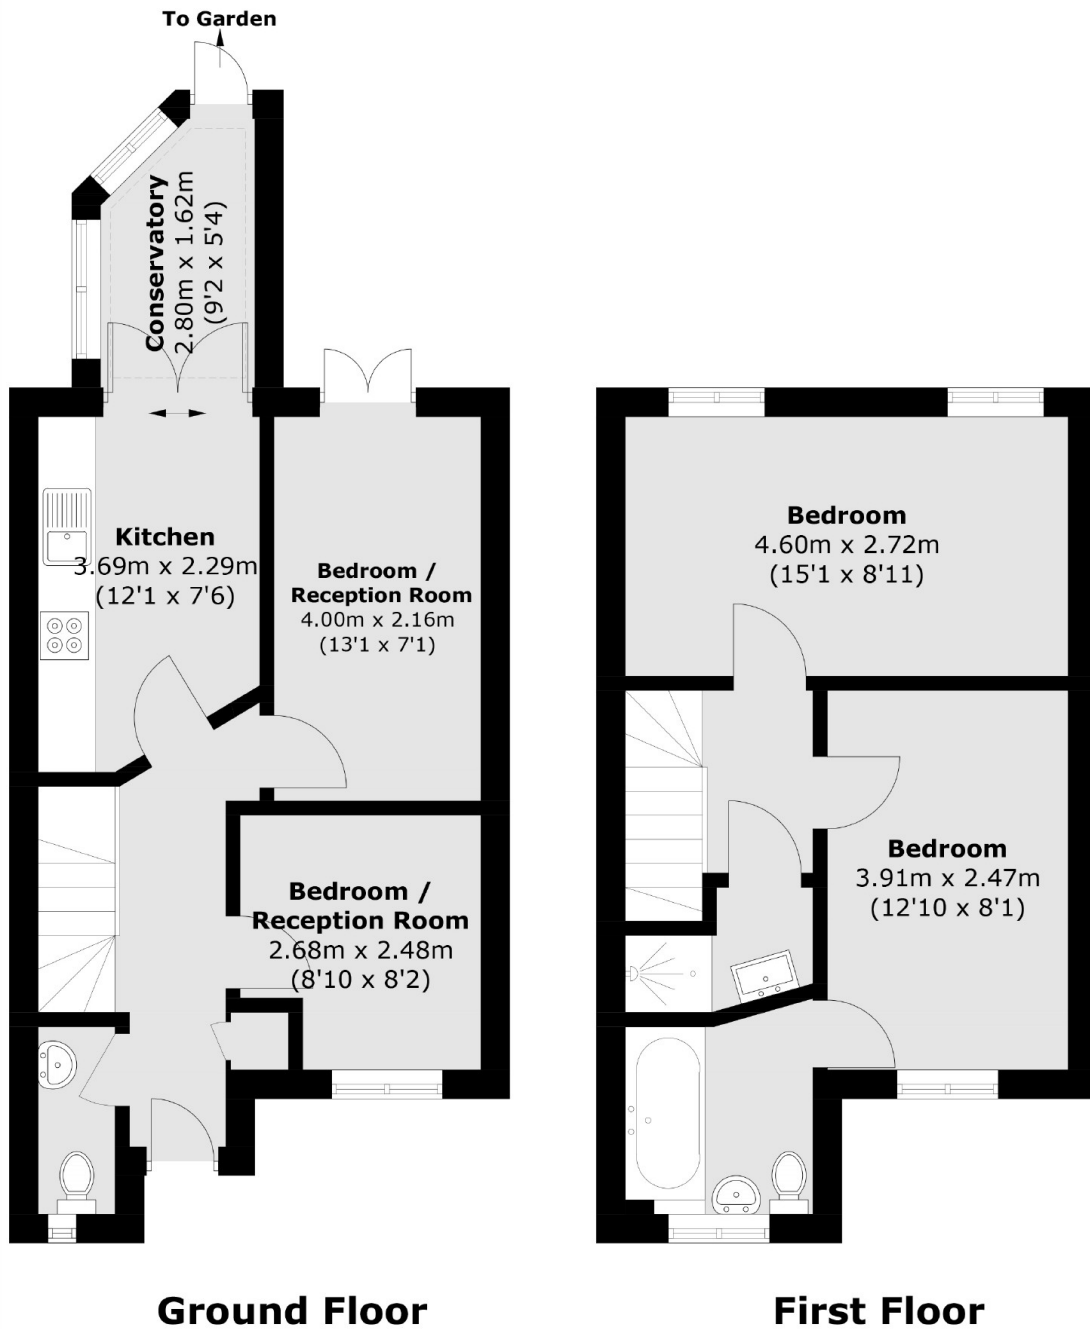 To Garden
Conservatory
2.80m x 1.62m
(9'2 x 5'4)
Kitchen
3.69m x 2.29m
(12'1 x 7'6)
Bedroom /
Reception Room
4.00m x 2.16m
(13'1 x 7'1)
Bedroom /
Reception Room
2.68m x 2.48m
(8'10 x 8'2)
Ground Floor
Bedroom
4.60m x 2.72m
(15'1 x 8'11)
Bedroom
3.91m x 2.47m
(12'10 x 8'1)
First Floor